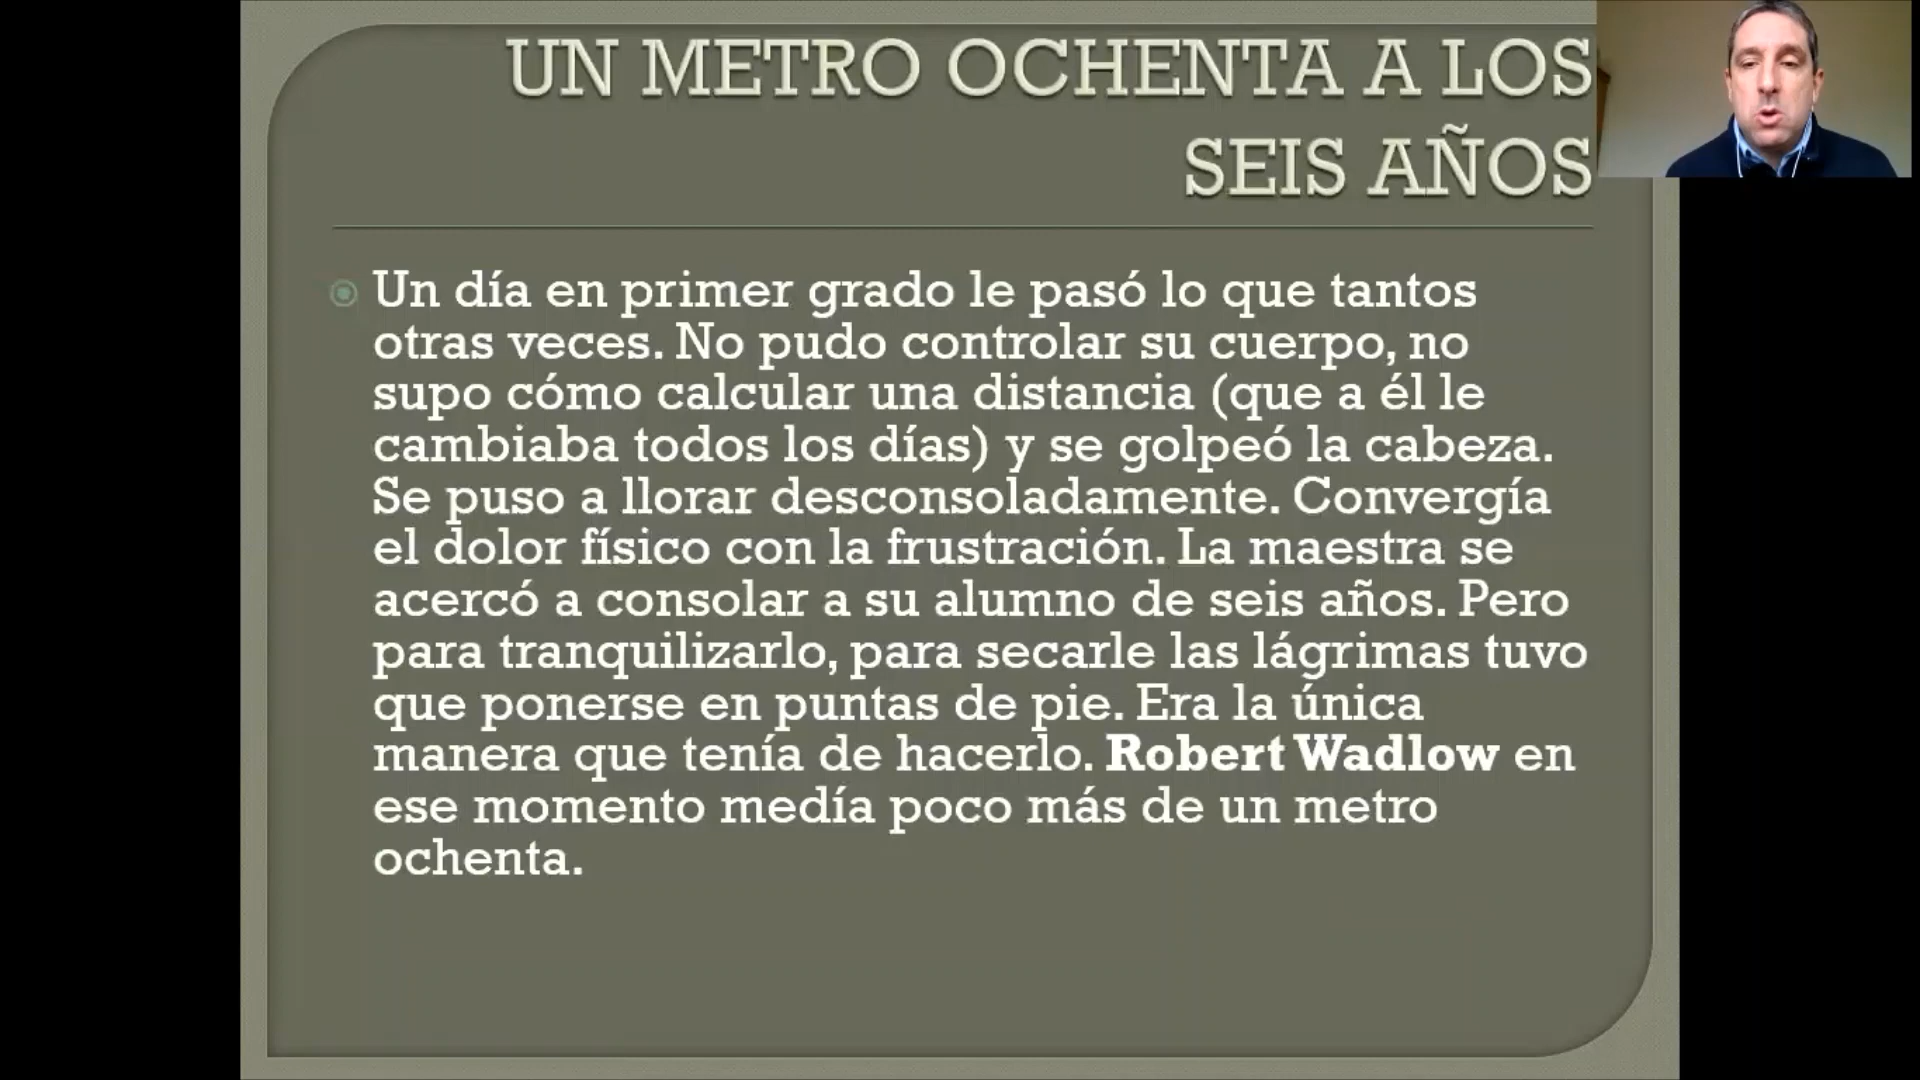 UN METRO OCHENTA A LOS
SEIS AÑOS
Un día en primer grado le pasó lo que tantos
otras veces. No pudo controlar su cuerpo, no
supo cómo calcular una distancia (que a él le
cambiaba todos los días) y se golpeó la cabeza.
Se puso a llorar desconsoladamente. Convergía
el dolor físico con la frustración. La maestra se
acercó a consolar a su alumno de seis años. Pero
para tranquilizarlo, para secarle las lágrimas tuvo
que ponerse en puntas de pie. Era la única
manera que tenía de hacerlo. Robert Wadlow en
ese momento medía poco más de un metro
ochenta.